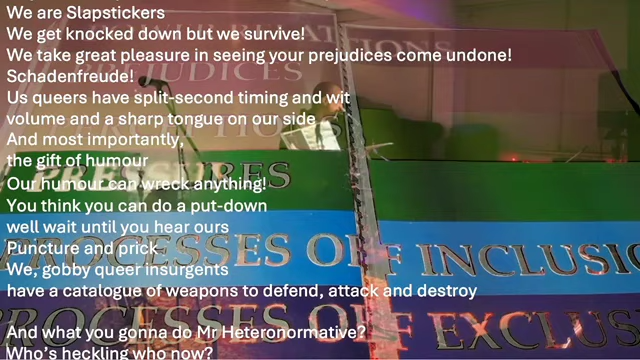 We are Slapstickers
We get knocked down but we survive!
We take great pleasure in seeing your prejudices come undone!
Schadenfreude!
Us queers have split-second timing and wit
volume and a sharp tongue on our side
And most importantly,
the gift of humour
Our humour can wreck anything!
You think you can do a put-down
well wait until you hear ours
Puncture and prick
We, gobby queer insurgents
have a catalogue of weapons to defend, attack and destroy
And what you gonna do Mr Heteronormative?
Who's heckling who now?
PREJUDICES
PRESSURES
PROCESSES OF INCLUSIO
PROCESSES OF EXCLUS